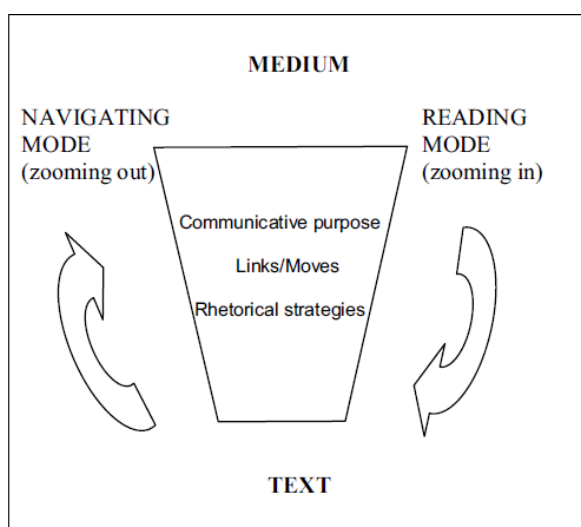 MEDIUM
NAVIGATING
MODE
(zooming out)
READING
MODE
(zooming in)
Communicative purpose
Links/Moves
Rhetorical strategies
TEXT